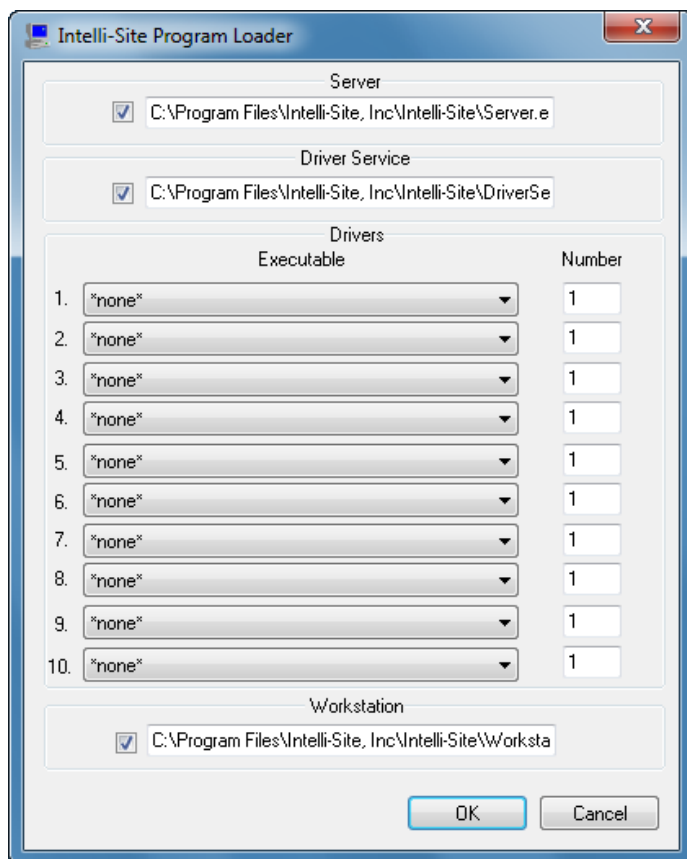 Intelli-Site Program Loader
Server
C:\Program Files\Intelli-Site, Inc\Intelli-Site\Server.e
Driver Service
C:\Program Files\Intelli-Site, Inc\Intelli-Site\DriverSe
Drivers
Executable Number
1. *none* 1
2. *none* 1
3. *none* 1
4. *none* 1
5. *none* 1
6. *none* 1
7. *none* 1
8. *none* 1
9. *none* 1
10. *none* 1
Workstation
C:\Program Files\Intelli-Site, Inc\Intelli-Site\Worksta
OK Cancel